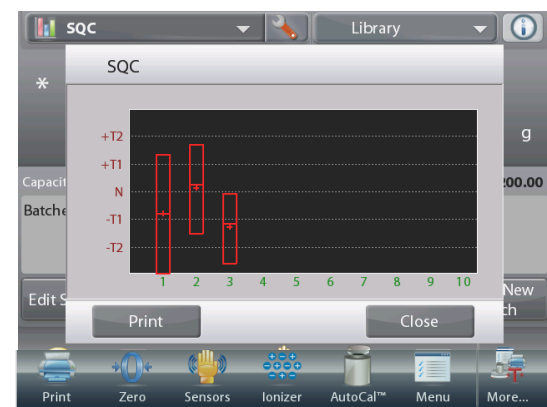 SQC Library
SQC
*
+T2
g
+T1
Capacit 200.00
N
Batche
-T1
-T2
1 2 3 4 5 6 7 8 9 10
Edit S New
Print Close ch
Print Zero Sensors Ionizer AutoCal™ Menu More...